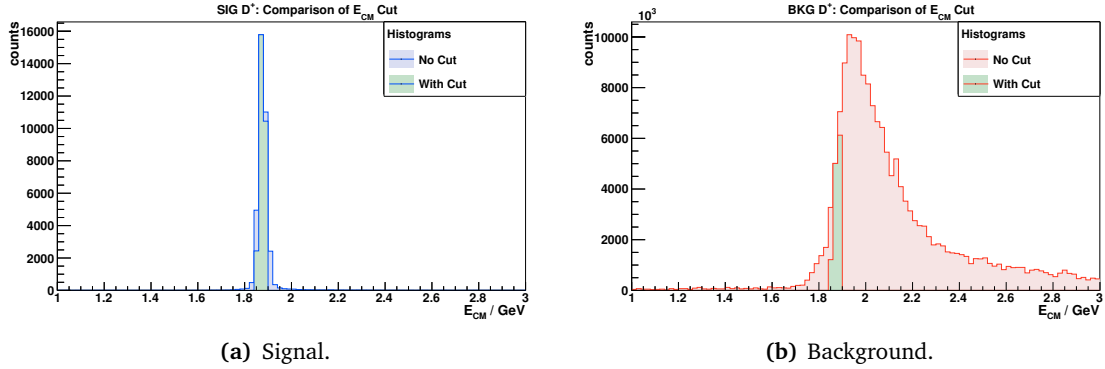 SIG D⁺: Comparison of E_CM Cut
counts
16000
14000
12000
10000
8000
6000
4000
2000
0
Histograms
No Cut
With Cut
1 1.2 1.4 1.6 1.8 2 2.2 2.4 2.6 2.8 3
E_CM / GeV
(a) Signal.
BKG D⁺: Comparison of E_CM Cut
×10³
counts
10000
8000
6000
4000
2000
0
Histograms
No Cut
With Cut
1 1.2 1.4 1.6 1.8 2 2.2 2.4 2.6 2.8 3
E_CM / GeV
(b) Background.